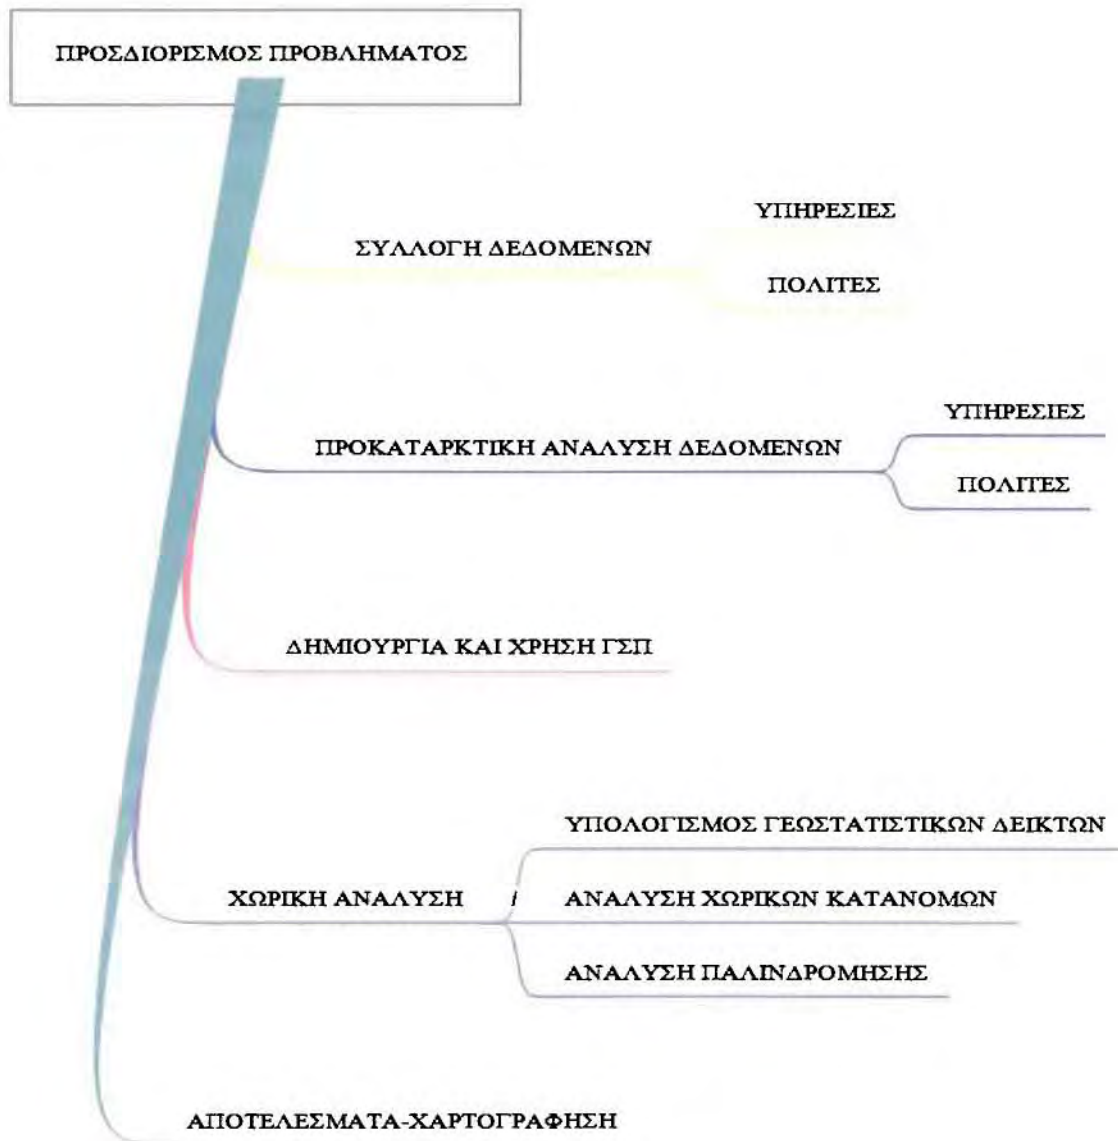 ΠΡΟΣΔΙΟΡΙΣΜΟΣ ΠΡΟΒΛΗΜΑΤΟΣ
ΣΥΛΛΟΓΗ ΔΕΔΟΜΕΝΩΝ
ΥΠΗΡΕΣΙΕΣ
ΠΟΛΙΤΕΣ
ΠΡΟΚΑΤΑΡΚΤΙΚΗ ΑΝΑΛΥΣΗ ΔΕΔΟΜΕΝΩΝ
ΥΠΗΡΕΣΙΕΣ
ΠΟΛΙΤΕΣ
ΔΗΜΙΟΥΡΓΙΑ ΚΑΙ ΧΡΗΣΗ ΓΣΠ
ΧΩΡΙΚΗ ΑΝΑΛΥΣΗ
ΥΠΟΛΟΓΙΣΜΟΣ ΓΕΩΣΤΑΤΙΣΤΙΚΩΝ ΔΕΙΚΤΩΝ
ΑΝΑΛΥΣΗ ΧΩΡΙΚΩΝ ΚΑΤΑΝΟΜΩΝ
ΑΝΑΛΥΣΗ ΠΑΛΙΝΔΡΟΜΗΣΗΣ
ΑΠΟΤΕΛΕΣΜΑΤΑ-ΧΑΡΤΟΓΡΑΦΗΣΗ